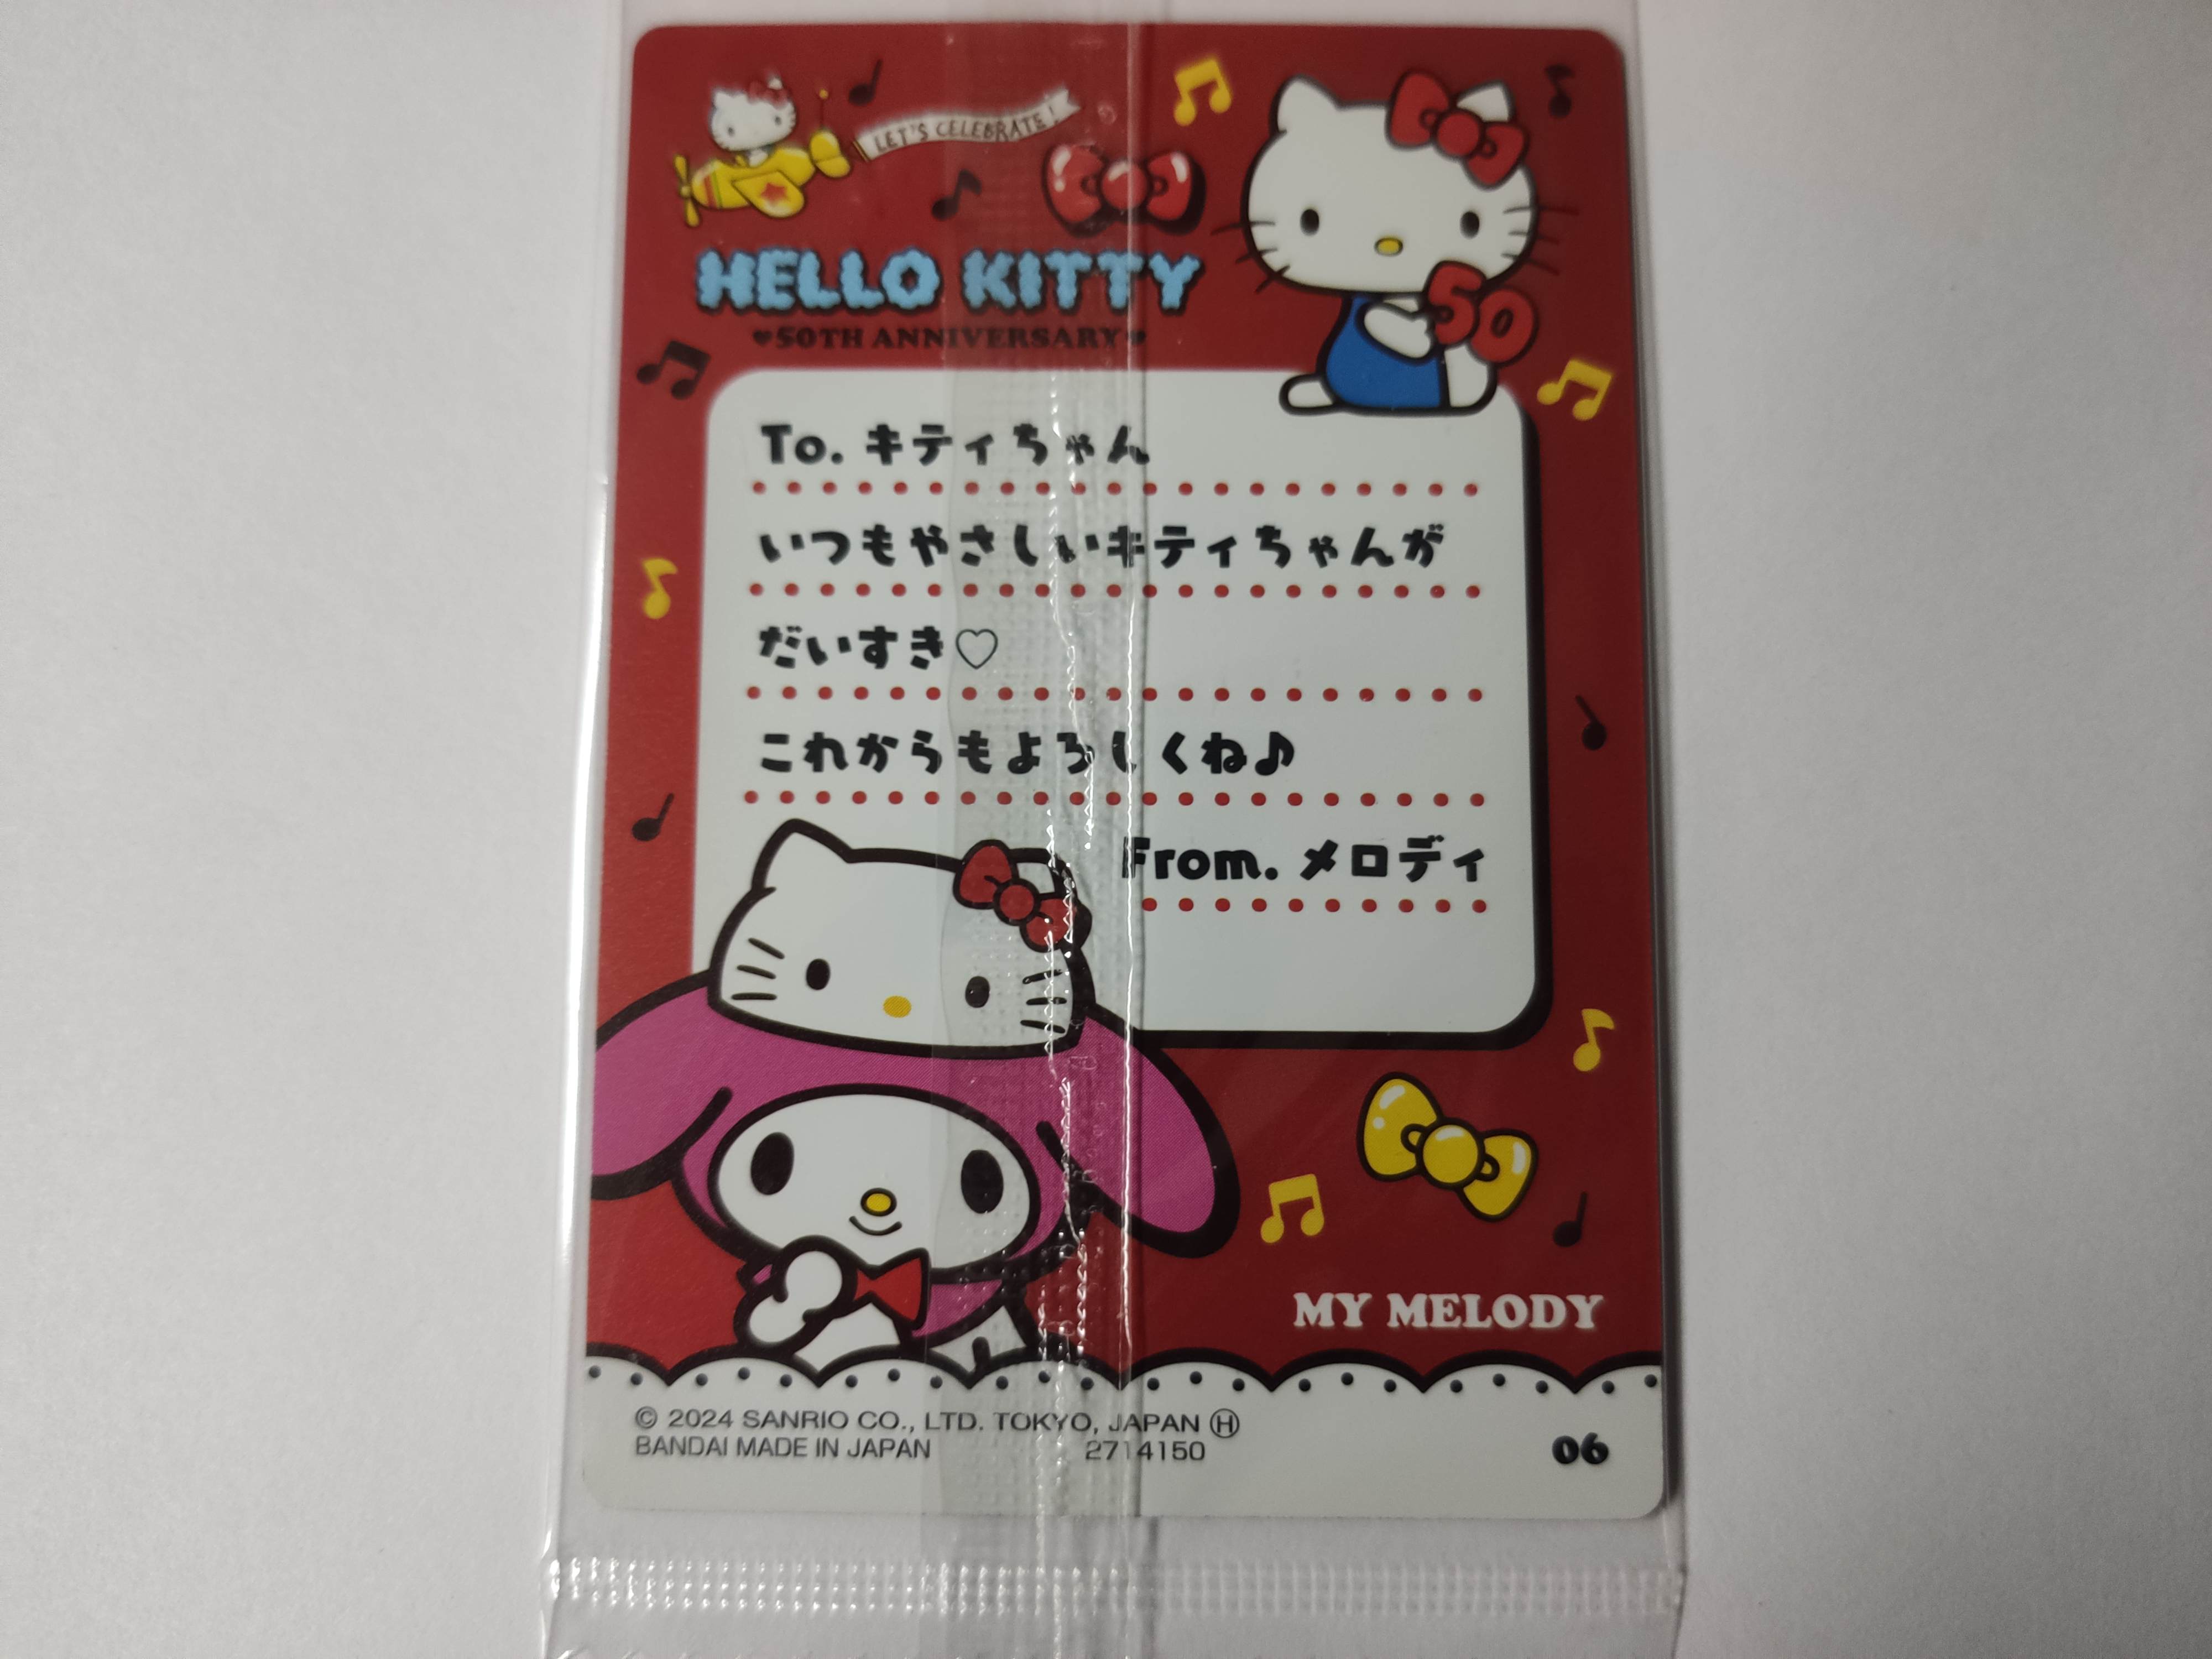 LET'S CELEBRATE!
HELLO KITTY
♥50TH ANNIVERSARY♥
50
To. キティちゃん
いつもやさしいキティちゃんが
だいすき♡
これからもよろしくね♪
From. メロディ
MY MELODY
© 2024 SANRIO CO., LTD. TOKYO, JAPAN Ⓗ
BANDAI MADE IN JAPAN 2714150
06